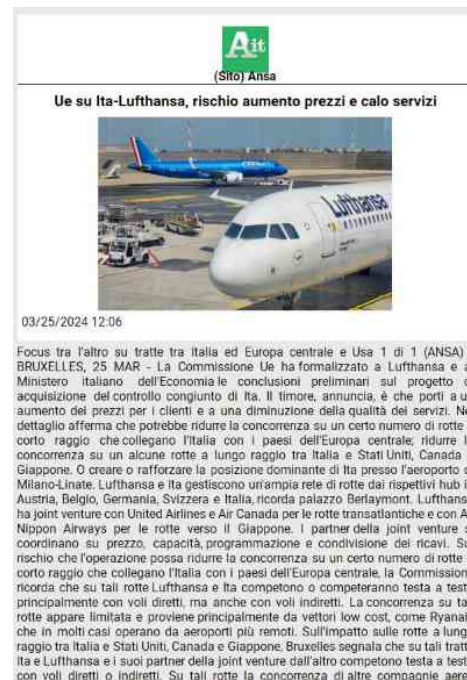 Ait
(Sito) Ansa
Ue su Ita-Lufthansa, rischio aumento prezzi e calo servizi
Lufthansa
03/25/2024 12:06
Focus tra l'altro su tratte tra Italia ed Europa centrale e Usa 1 di 1 (ANSA)
BRUXELLES, 25 MAR - La Commissione Ue ha formalizzato a Lufthansa e a
Ministero italiano dell'Economia le conclusioni preliminari sul progetto
acquisizione del controllo congiunto di Ita. Il timore, annuncia, è che porti a u
aumento dei prezzi per i clienti e a una diminuzione della qualità dei servizi. Ne
dettaglio afferma che potrebbe ridurre la concorrenza su un certo numero di rotte
corto raggio che collegano l'Italia con i paesi dell'Europa centrale; ridurre l
concorrenza su un alcune rotte a lungo raggio tra Italia e Stati Uniti, Canada
Giappone. O creare o rafforzare la posizione dominante di Ita presso l'aeroporto d
Milano-Linate. Lufthansa e Ita gestiscono un'ampia rete di rotte dai rispettivi hub i
Austria, Belgio, Germania, Svizzera e Italia, ricorda palazzo Berlaymont. Lufthans
ha joint venture con United Airlines e Air Canada per le rotte transatlantiche e con A
Nippon Airways per le rotte verso il Giappone. I partner della joint venture s
coordinano su prezzo, capacità, programmazione e condivisione dei ricavi. Su
rischio che l'operazione possa ridurre la concorrenza su un certo numero di rotte
corto raggio che collegano l'Italia con i paesi dell'Europa centrale, la Commission
ricorda che su tali rotte Lufthansa e Ita competono o competeranno testa a test
principalmente con voli diretti, ma anche con voli indiretti. La concorrenza su ta
rotte appare limitata e proviene principalmente da vettori low cost, come Ryanai
che in molti casi operano da aeroporti più remoti. Sull'impatto sulle rotte a lung
raggio tra Italia e Stati Uniti, Canada e Giappone, Bruxelles segnala che su tali tratt
Ita e Lufthansa e i suoi partner della joint venture dall'altro competono testa a test
con voli diretti o indiretti. Su tali rotte la concorrenza di altre compagnie aere